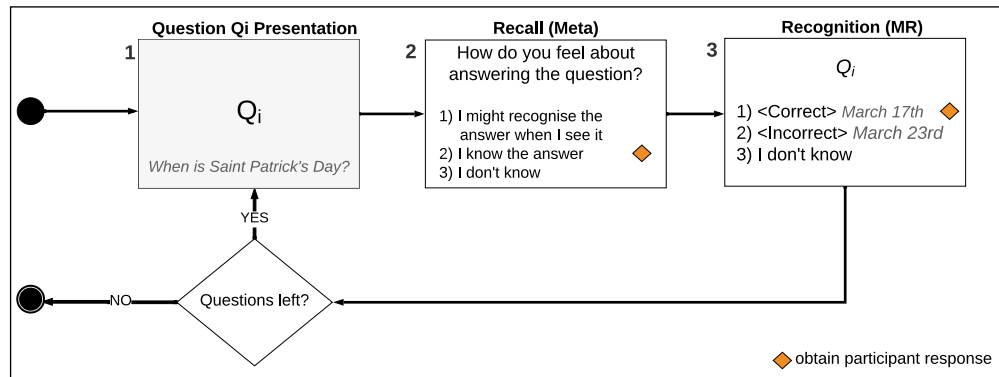 Question Qi Presentation
1
Qi
When is Saint Patrick's Day?
Recall (Meta)
2
How do you feel about
answering the question?
1) I might recognise the
answer when I see it
2) I know the answer
3) I don't know
Recognition (MR)
3
Qi
1) <Correct> March 17th
2) <Incorrect> March 23rd
3) I don't know
YES
Questions left?
NO
obtain participant response